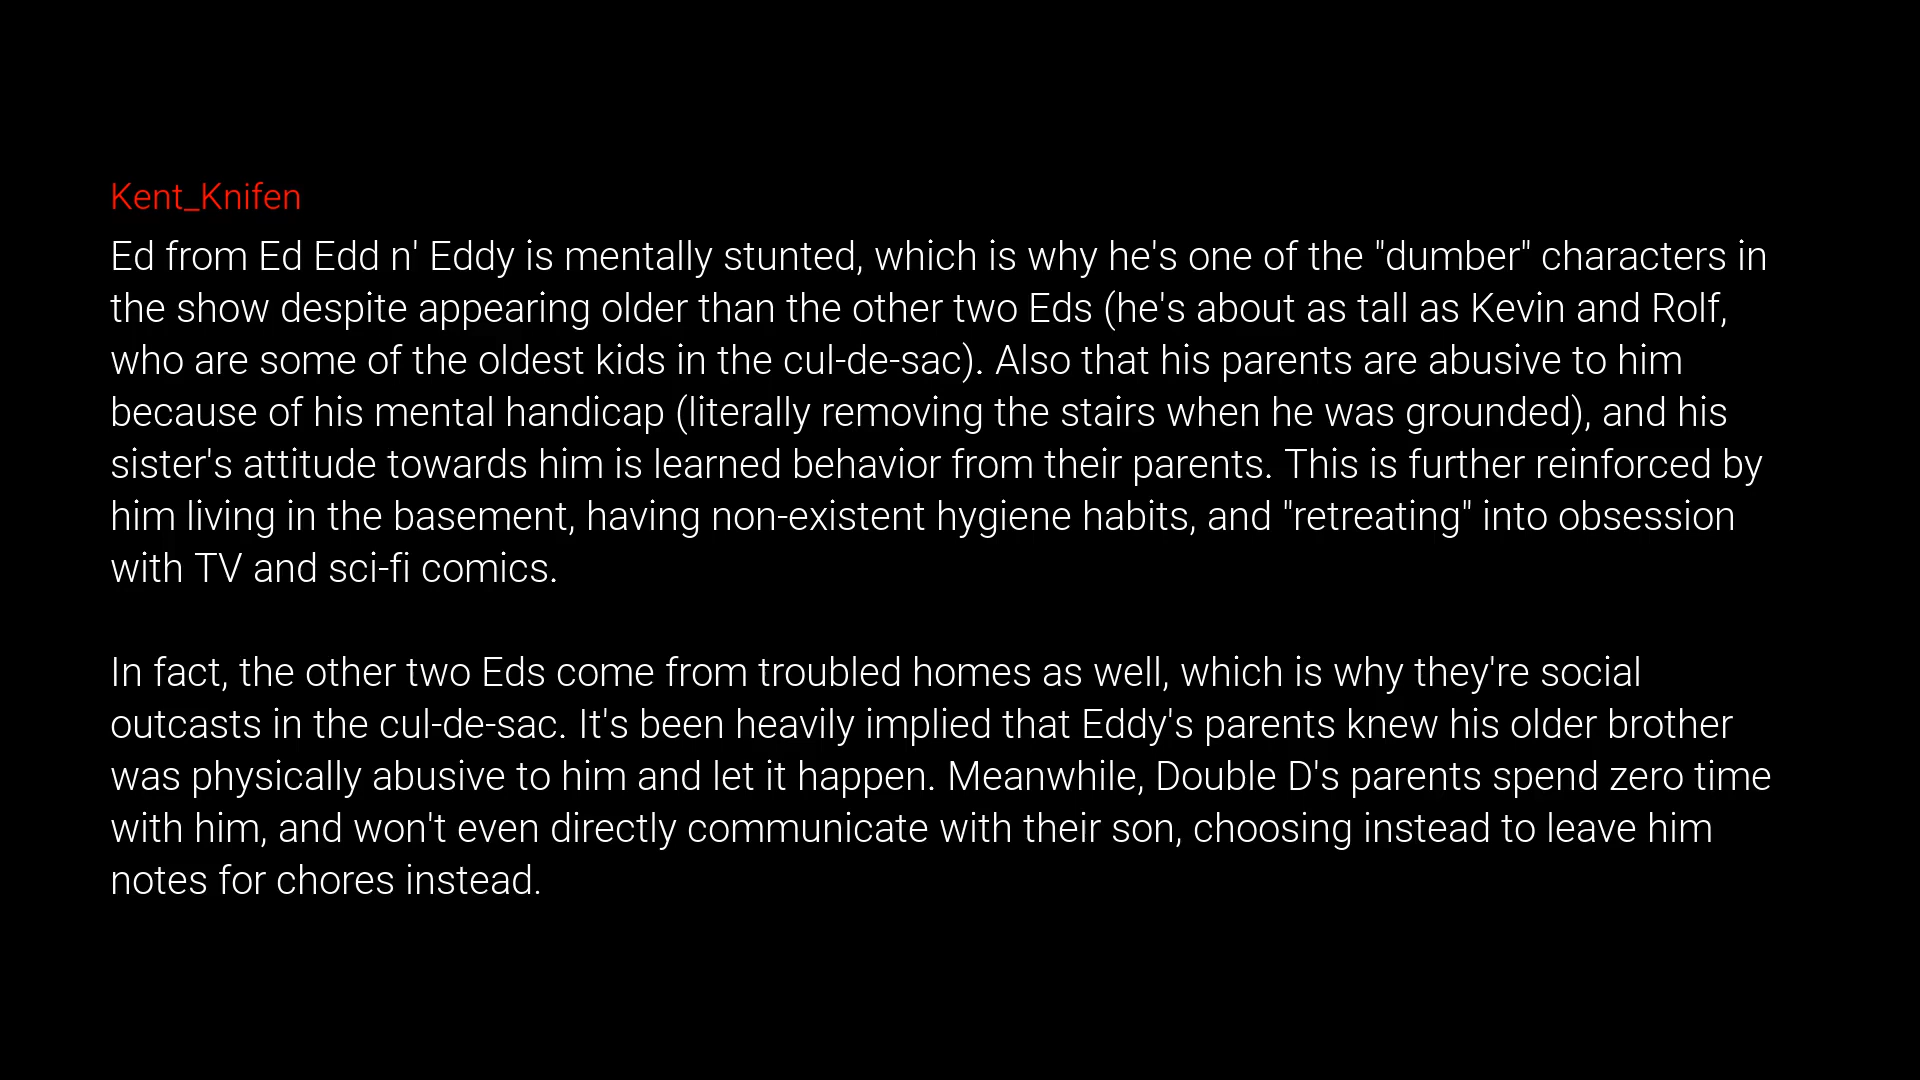 Kent_Knifen
Ed from Ed Edd n' Eddy is mentally stunted, which is why he's one of the "dumber" characters in
the show despite appearing older than the other two Eds (he's about as tall as Kevin and Rolf,
who are some of the oldest kids in the cul-de-sac). Also that his parents are abusive to him
because of his mental handicap (literally removing the stairs when he was grounded), and his
sister's attitude towards him is learned behavior from their parents. This is further reinforced by
him living in the basement, having non-existent hygiene habits, and "retreating" into obsession
with TV and sci-fi comics.
In fact, the other two Eds come from troubled homes as well, which is why they're social
outcasts in the cul-de-sac. It's been heavily implied that Eddy's parents knew his older brother
was physically abusive to him and let it happen. Meanwhile, Double D's parents spend zero time
with him, and won't even directly communicate with their son, choosing instead to leave him
notes for chores instead.